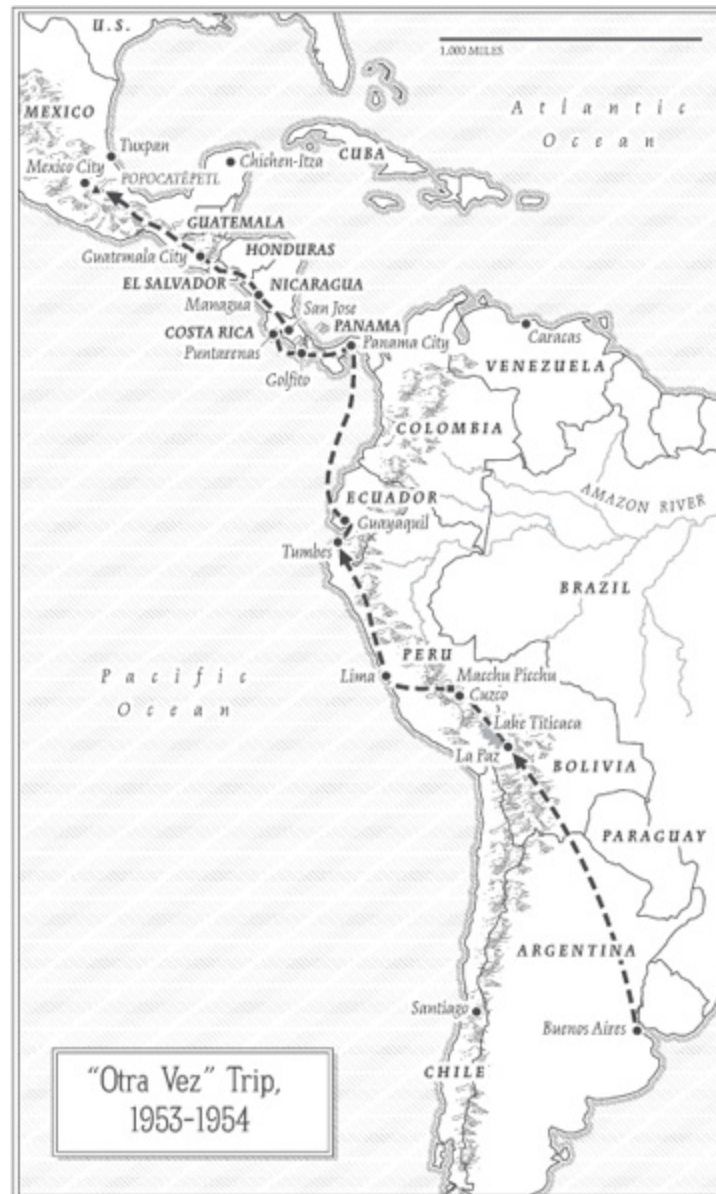 U.S.
1,000 MILES
MEXICO
Atlantic
Ocean
Tuxpan
Chichen-Itza
CUBA
Mexico City
POPOCATÉPETL
GUATEMALA
Guatemala City
HONDURAS
EL SALVADOR
NICARAGUA
Managua
San Jose
COSTA RICA
PANAMA
Puntarenas
Panama City
Golfito
Caracas
VENEZUELA
COLOMBIA
ECUADOR
AMAZON RIVER
Guayaquil
Tumbes
BRAZIL
PERU
Pacific
Ocean
Lima
Macchu Picchu
Cuzco
Lake Titicaca
La Paz
BOLIVIA
PARAGUAY
ARGENTINA
Santiago
Buenos Aires
CHILE
"Otra Vez" Trip,
1953-1954